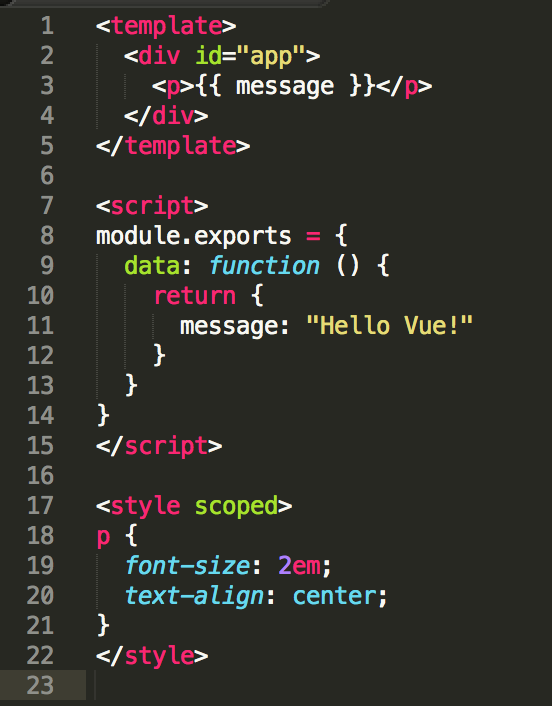 1 <template>
2   <div id="app">
3     <p>{{ message }}</p>
4   </div>
5 </template>
6
7 <script>
8 module.exports = {
9   data: function () {
10     return {
11       message: "Hello Vue!"
12     }
13   }
14 }
15 </script>
16
17 <style scoped>
18 p {
19   font-size: 2em;
20   text-align: center;
21 }
22 </style>
23